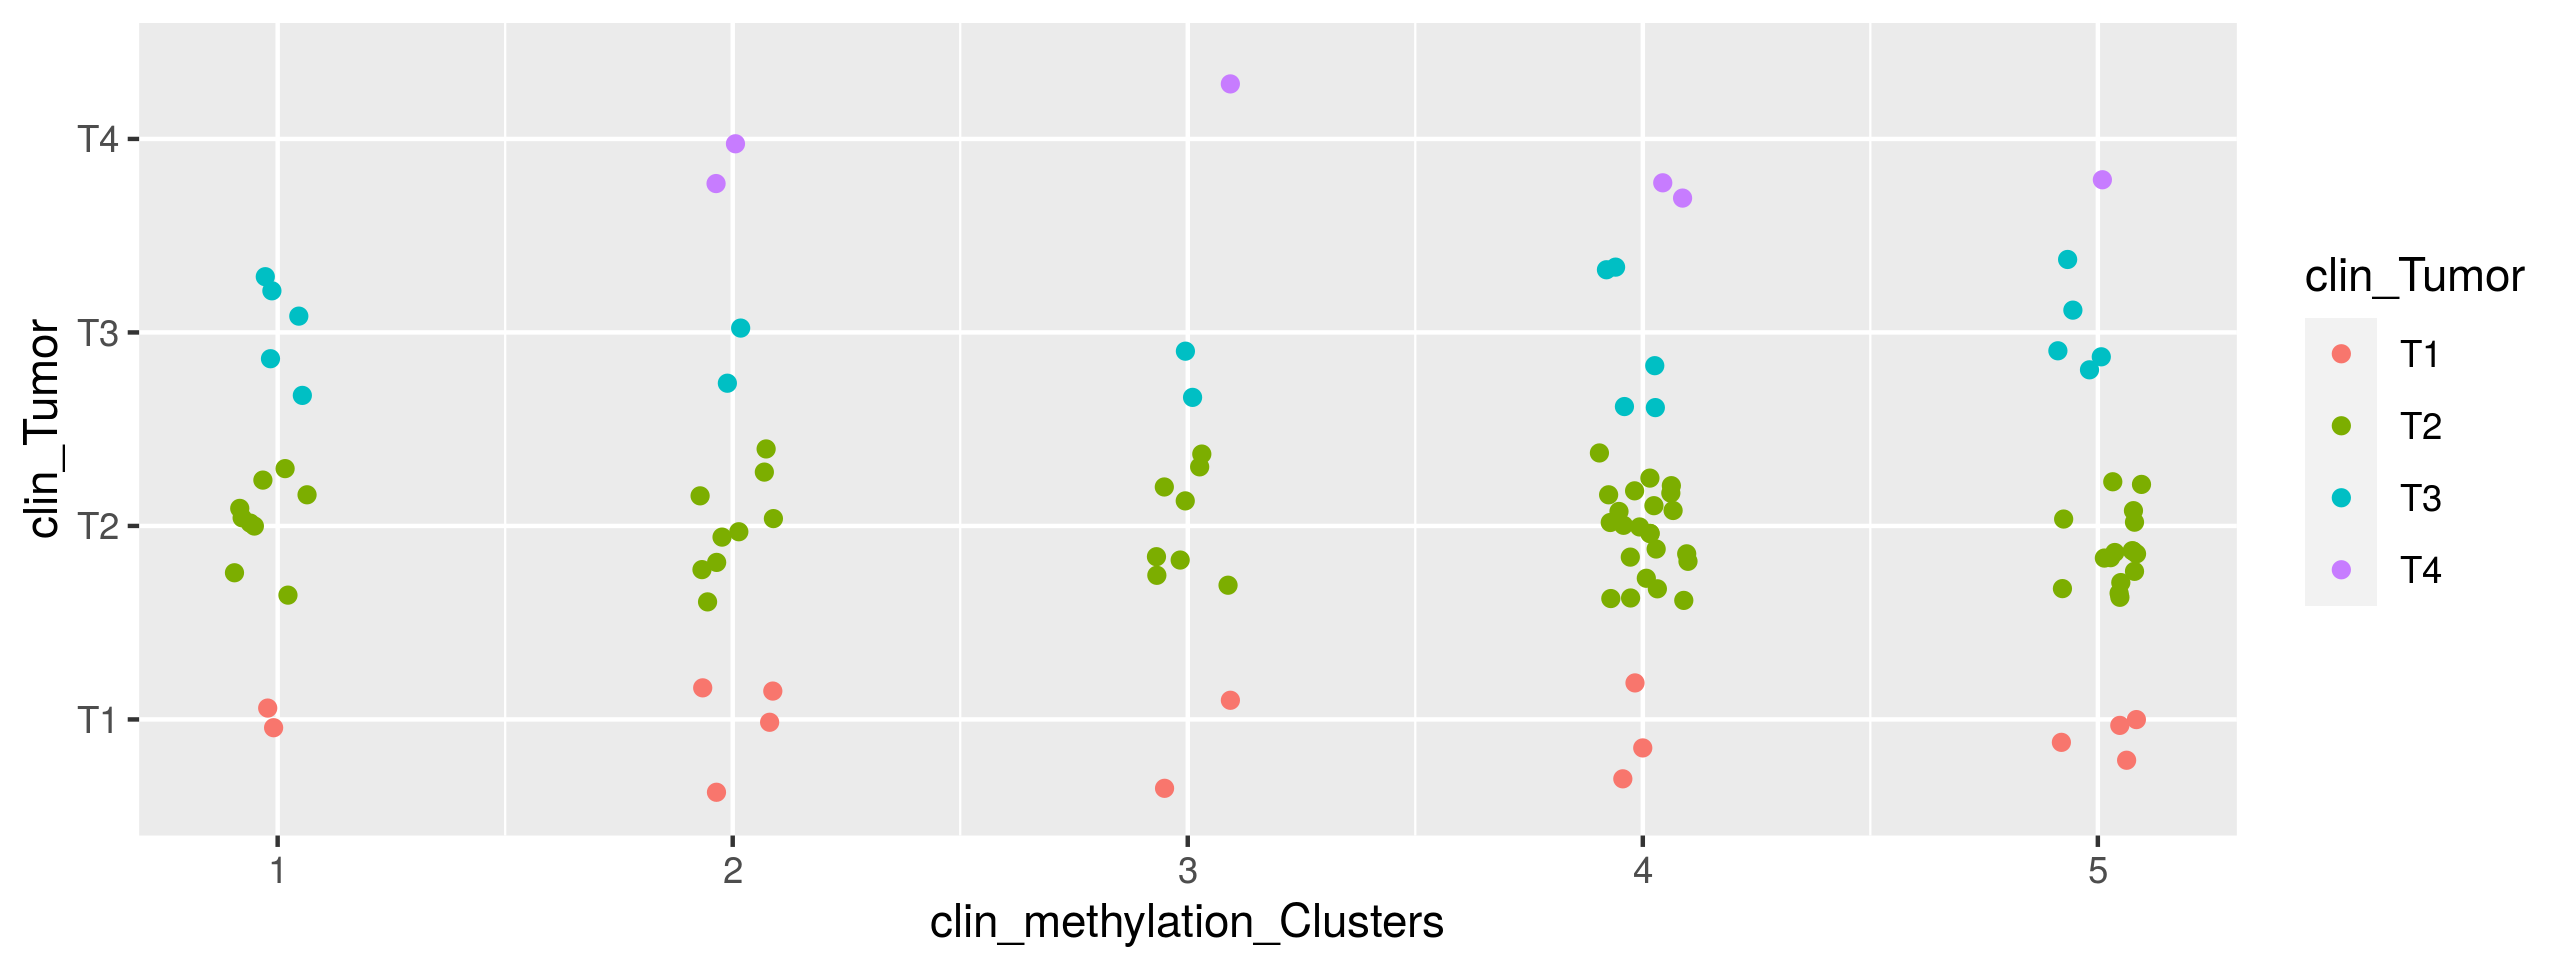 clin_Tumor
T4
T3
T2
T1
1 2 3 4 5
clin_methylation_Clusters
clin_Tumor
T1
T2
T3
T4